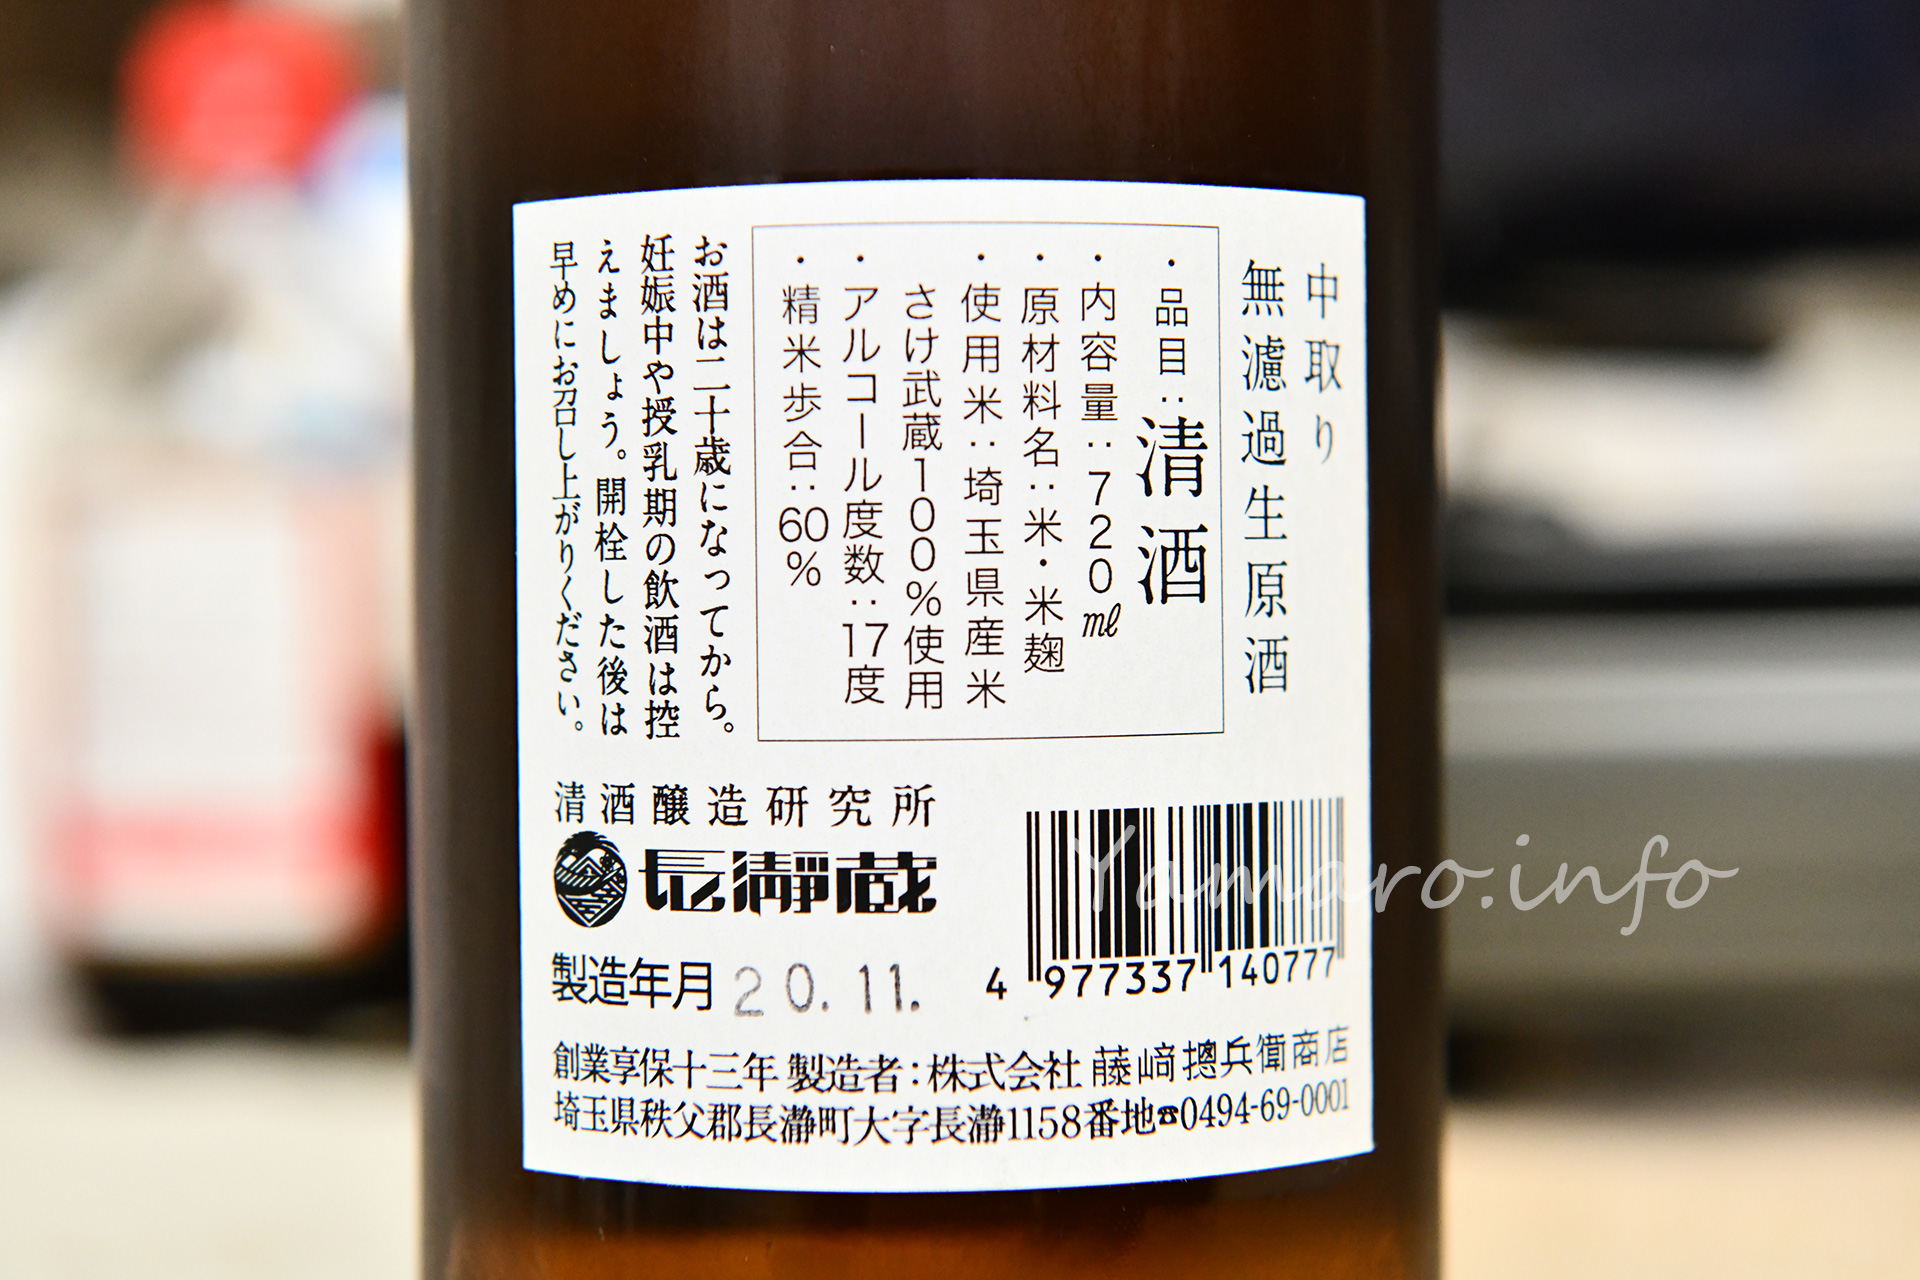 中取り
無濾過生原酒
・品目：清酒
・内容量：720㎖
・原材料名：米・米麹
・使用米：埼玉県産米
さけ武蔵100％使用
・アルコール度数：17度
・精米歩合：60％
お酒は二十歳になってから。
妊娠中や授乳期の飲酒は控
えましょう。開栓した後は
早めにお召し上がりください。
清酒醸造研究所
長瀞蔵
製造年月 20.11.
4 977337 140777
創業享保十三年 製造者：株式会社 藤﨑摠兵衛商店
埼玉県秩父郡長瀞町大字長瀞1158番地☎0494-69-0001
Yamaro.info